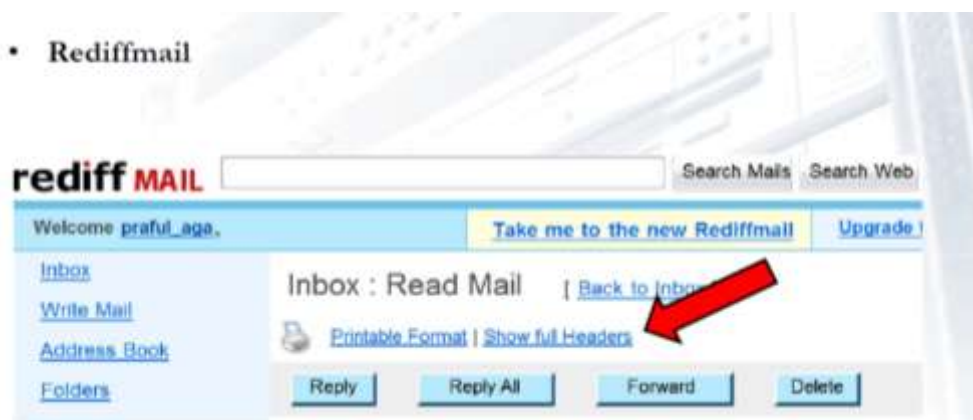 • Rediffmail
rediff MAIL Search Mails Search Web
Welcome praful_aga, Take me to the new Rediffmail Upgrade
Inbox
Inbox : Read Mail [ Back to Inbox
Write Mail
Printable Format | Show full Headers
Address Book
Folders
Reply Reply All Forward Delete